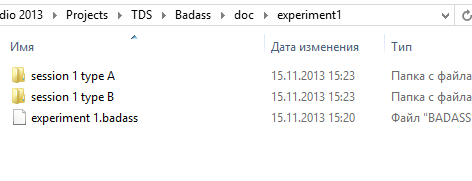 dio 2013 Projects TDS Badass doc experiment1
Имя Дата изменения Тип
session 1 type A 15.11.2013 15:23 Папка с файла
session 1 type B 15.11.2013 15:23 Папка с файла
experiment 1.badass 15.11.2013 15:20 Файл "BADASS